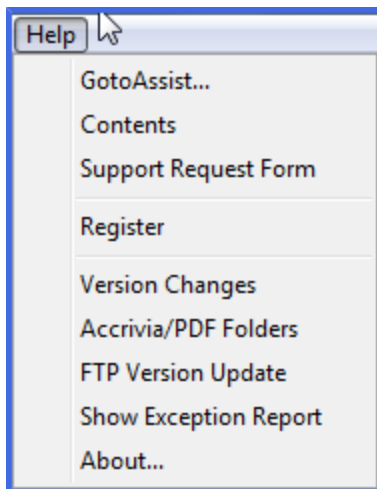 Help
GotoAssist...
Contents
Support Request Form
Register
Version Changes
Accrivia/PDF Folders
FTP Version Update
Show Exception Report
About...